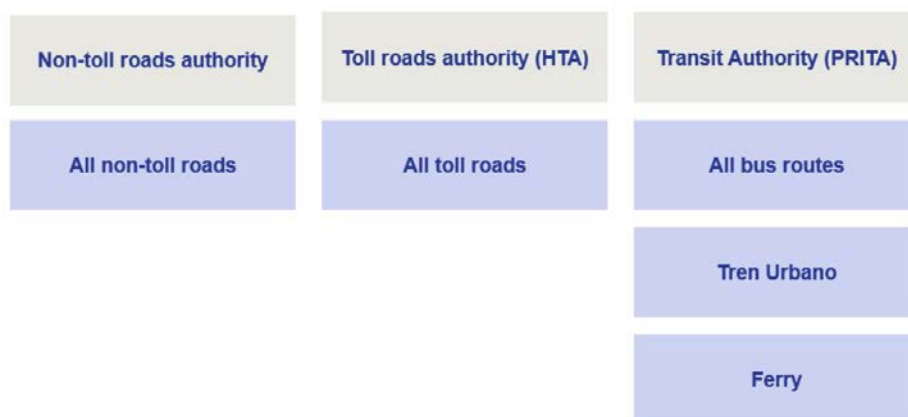 Non-toll roads authority
Toll roads authority (HTA)
Transit Authority (PRITA)
All non-toll roads
All toll roads
All bus routes
Tren Urbano
Ferry